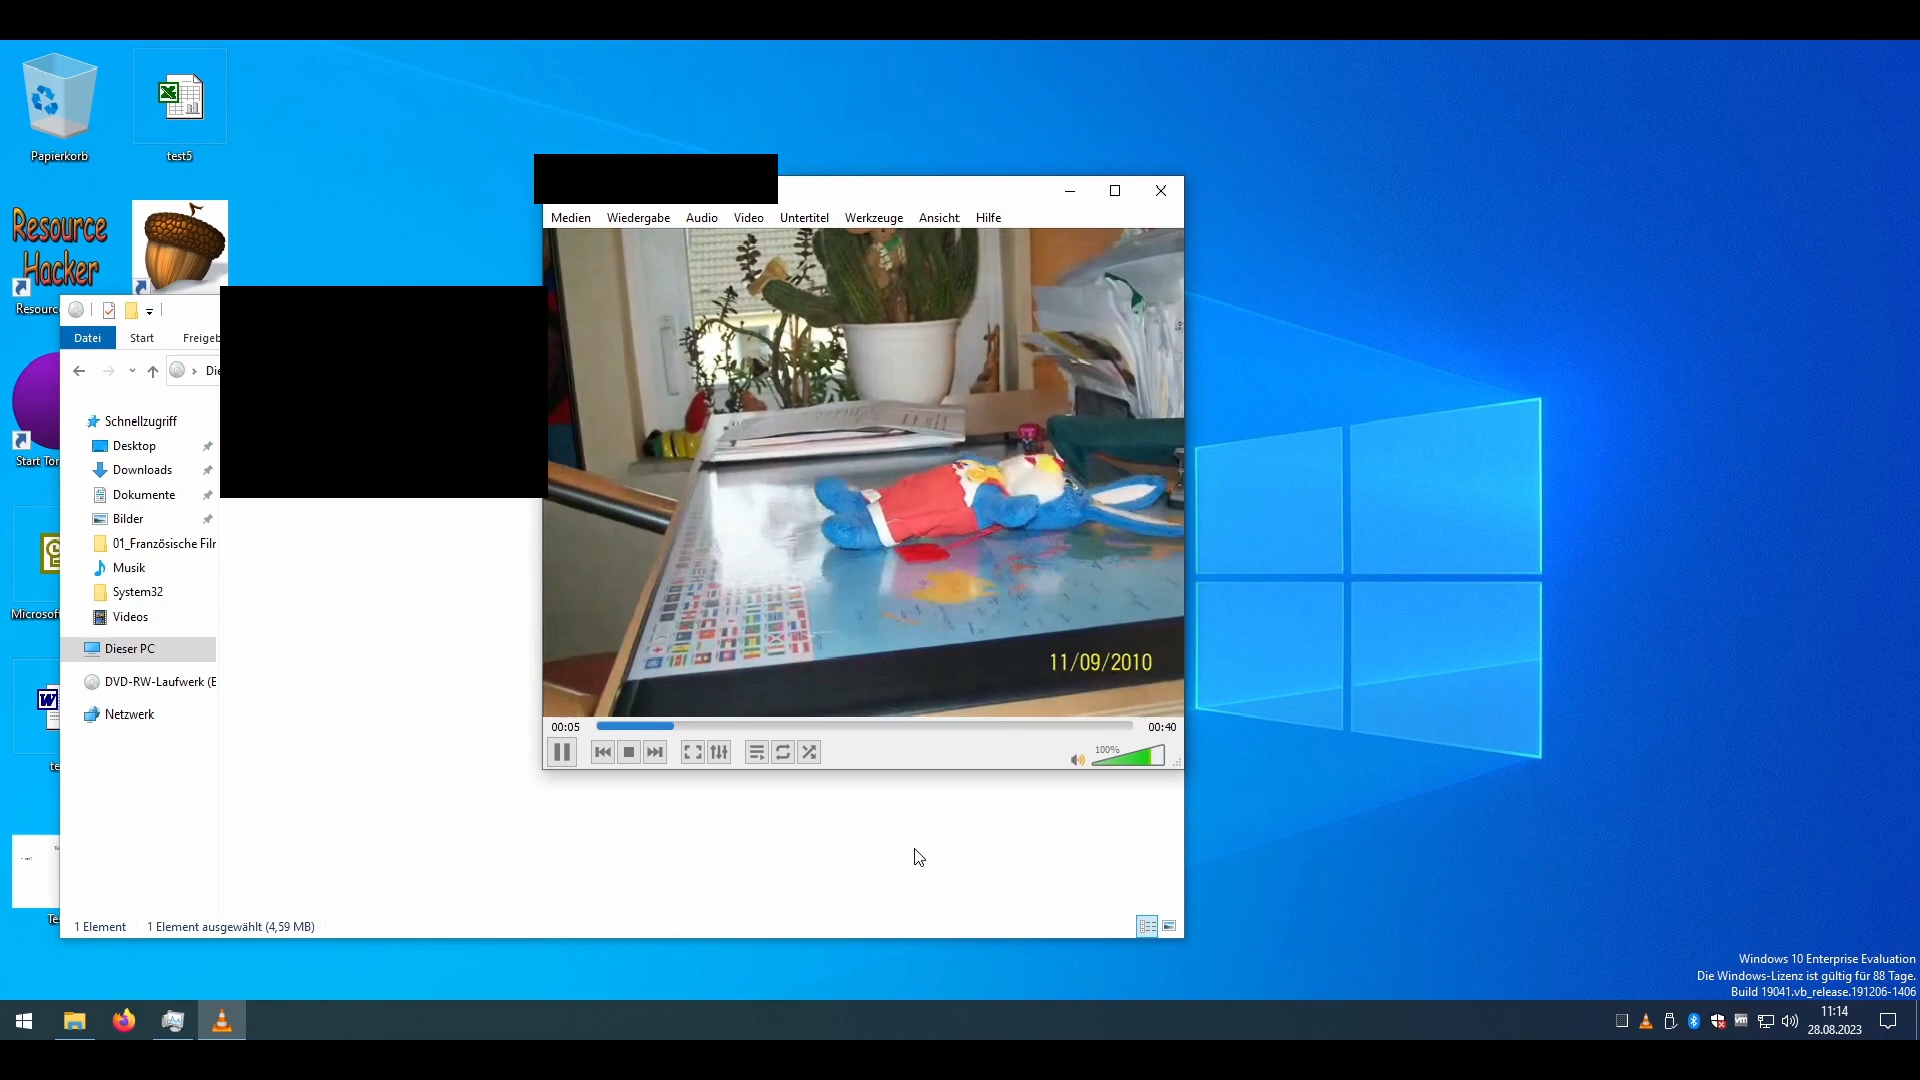 Papierkorb
test5
Resource
Hacker
Medien
Wiedergabe
Audio
Video
Untertitel
Werkzeuge
Ansicht
Hilfe
Resource
Datei
Start
Freigeb
Die
Schnellzugriff
Desktop
Downloads
Dokumente
Bilder
01_Französische Fil
Musik
System32
Videos
Dieser PC
DVD-RW-Laufwerk (E
Netzwerk
Start Tor
Microsoft
te
Te
11/09/2010
00:05
00:40
100%
1 Element
1 Element ausgewählt (4,59 MB)
Windows 10 Enterprise Evaluation
Die Windows-Lizenz ist gültig für 88 Tage.
Build 19041.vb_release.191206-1406
11:14
28.08.2023